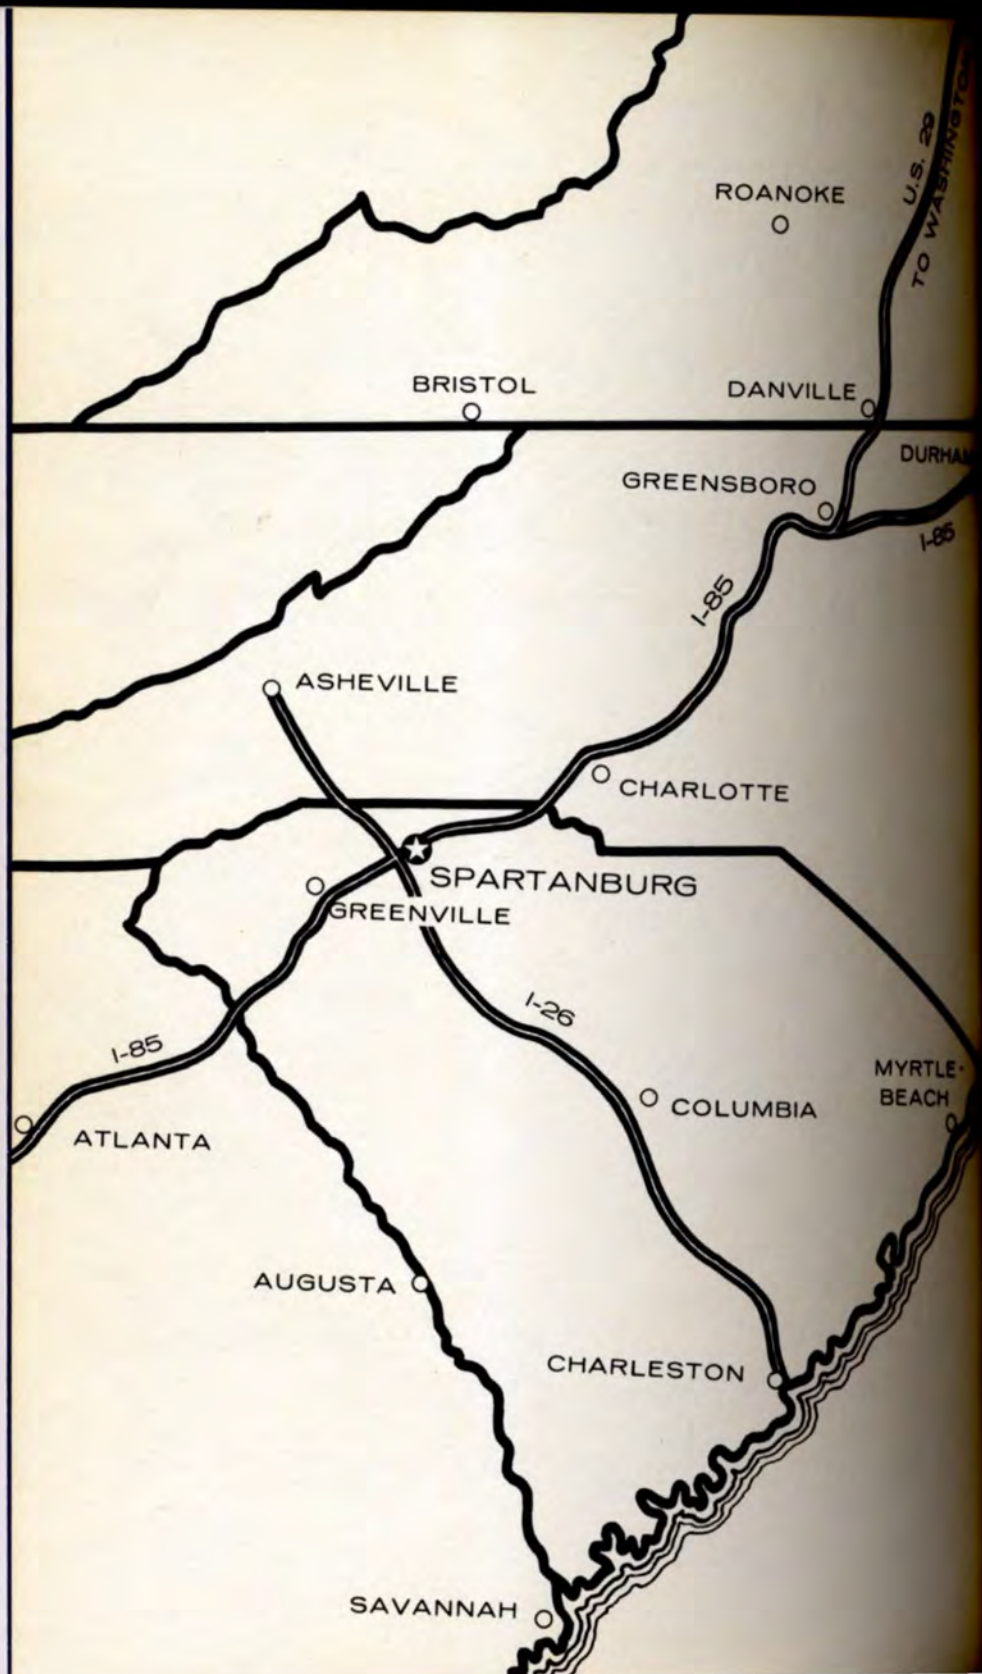 U.S. 29
TO WASHINGTON
ROANOKE
BRISTOL
DANVILLE
DURHAM
GREENSBORO
I-85
I-85
ASHEVILLE
CHARLOTTE
SPARTANBURG
GREENVILLE
I-26
I-85
MYRTLE
BEACH
COLUMBIA
ATLANTA
AUGUSTA
CHARLESTON
SAVANNAH